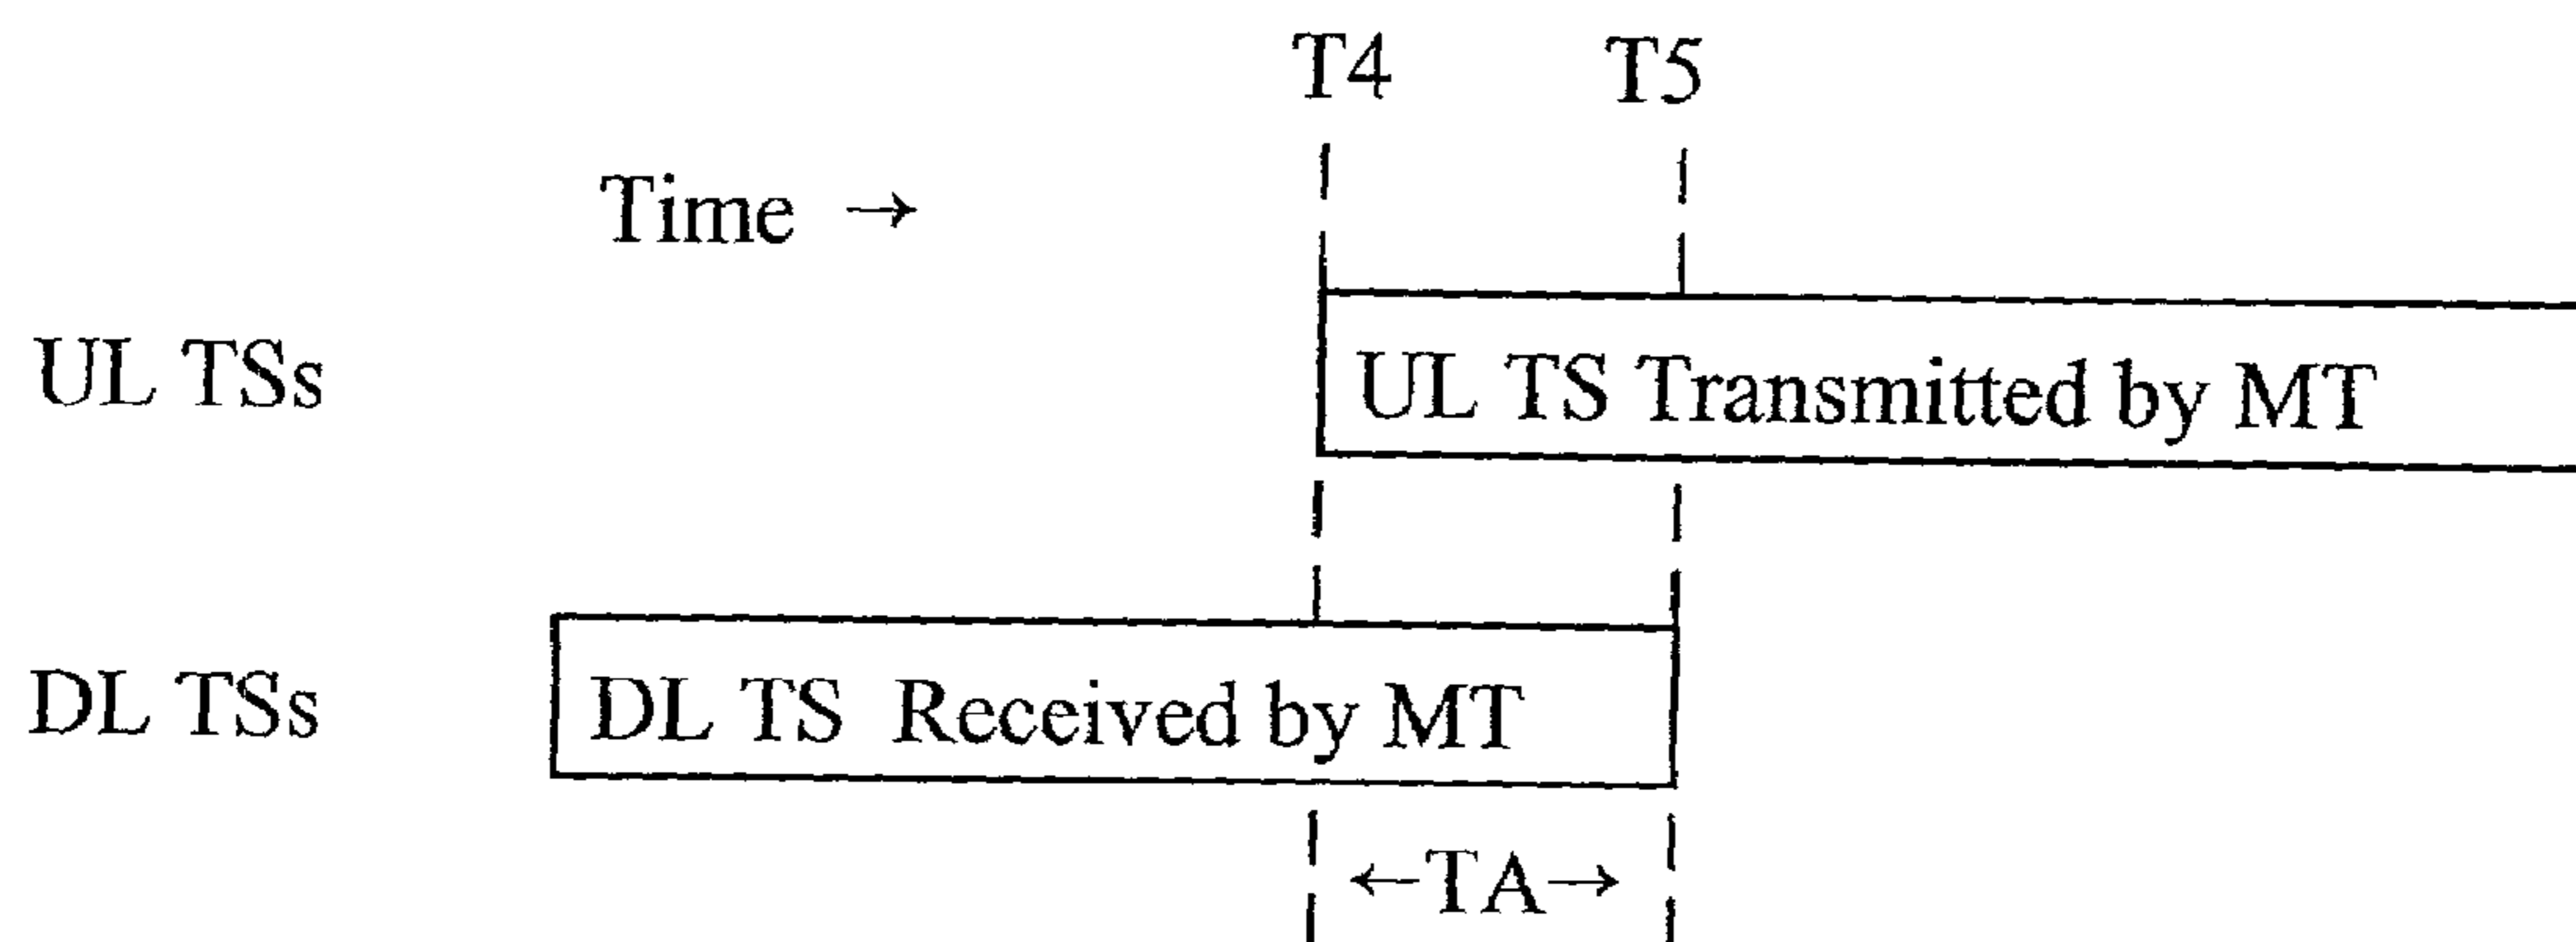 T4 T5
Time →
UL TSs
UL TS Transmitted by MT
DL TSs
DL TS Received by MT
←TA→